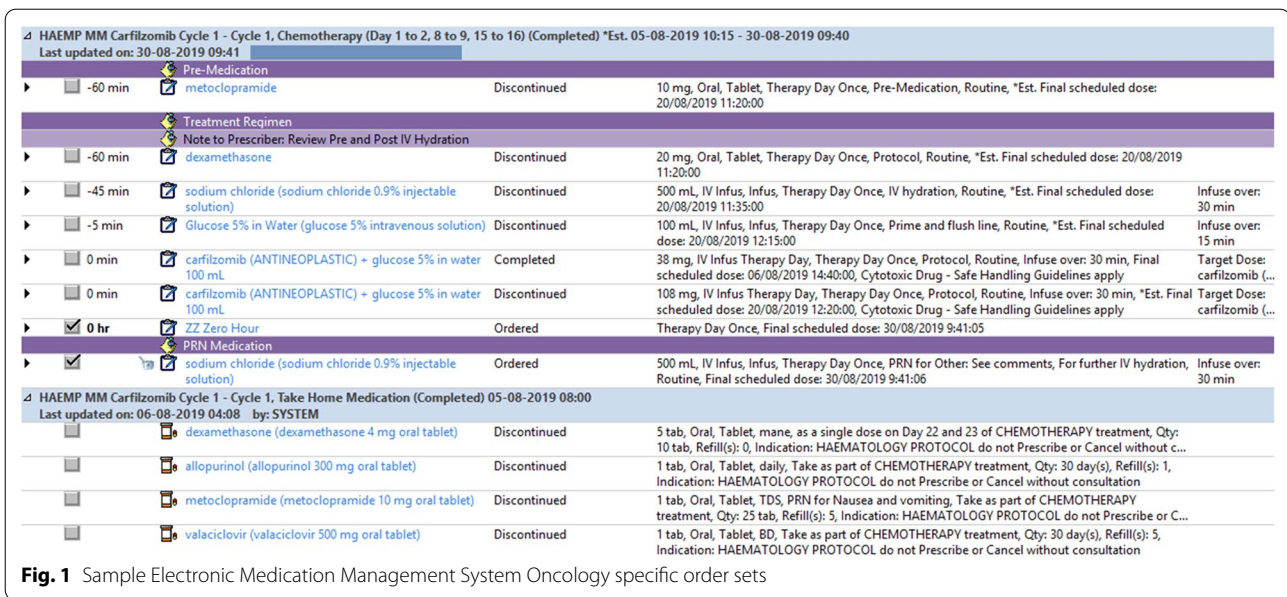 HAEMP MM Carfilzomib Cycle 1 - Cycle 1, Chemotherapy (Day 1 to 2, 8 to 9, 15 to 16) (Completed) *Est. 05-08-2019 10:15 - 30-08-2019 09:40
Last updated on: 30-08-2019 09:41
Pre-Medication
-60 min metoclopramide Discontinued 10 mg, Oral, Tablet, Therapy Day Once, Pre-Medication, Routine, *Est. Final scheduled dose:
20/08/2019 11:20:00
Treatment Regimen
Note to Prescriber: Review Pre and Post IV Hydration
-60 min dexamethasone Discontinued 20 mg, Oral, Tablet, Therapy Day Once, Protocol, Routine, *Est. Final scheduled dose: 20/08/2019
11:20:00
-45 min sodium chloride (sodium chloride 0.9% injectable Discontinued 500 mL, IV Infus, Infus, Therapy Day Once, IV hydration, Routine, *Est. Final scheduled dose: Infuse over:
solution) 20/08/2019 11:35:00 30 min
-5 min Glucose 5% in Water (glucose 5% intravenous solution) Discontinued 100 mL, IV Infus, Infus, Therapy Day Once, Prime and flush line, Routine, *Est. Final scheduled Infuse over:
dose: 20/08/2019 12:15:00 15 min
0 min carfilzomib (ANTINEOPLASTIC) + glucose 5% in water Completed 38 mg, IV Infus Therapy Day, Therapy Day Once, Protocol, Routine, Infuse over: 30 min, Final Target Dose:
100 mL scheduled dose: 06/08/2019 14:40:00, Cytotoxic Drug - Safe Handling Guidelines apply carfilzomib (...
0 min carfilzomib (ANTINEOPLASTIC) + glucose 5% in water Discontinued 108 mg, IV Infus Therapy Day, Therapy Day Once, Protocol, Routine, Infuse over: 30 min, *Est. Final Target Dose:
100 mL scheduled dose: 20/08/2019 12:20:00, Cytotoxic Drug - Safe Handling Guidelines apply carfilzomib (...
0 hr ZZ Zero Hour Ordered Therapy Day Once, Final scheduled dose: 30/08/2019 9:41:05
PRN Medication
sodium chloride (sodium chloride 0.9% injectable Ordered 500 mL, IV Infus, Infus, Therapy Day Once, PRN for Other: See comments, For further IV hydration, Infuse over:
solution) Routine, Final scheduled dose: 30/08/2019 9:41:06 30 min
HAEMP MM Carfilzomib Cycle 1 - Cycle 1, Take Home Medication (Completed) 05-08-2019 08:00
Last updated on: 06-08-2019 04:08 by: SYSTEM
dexamethasone (dexamethasone 4 mg oral tablet) Discontinued 5 tab, Oral, Tablet, mane, as a single dose on Day 22 and 23 of CHEMOTHERAPY treatment, Qty:
10 tab, Refill(s): 0, Indication: HAEMATOLOGY PROTOCOL do not Prescribe or Cancel without c...
allopurinol (allopurinol 300 mg oral tablet) Discontinued 1 tab, Oral, Tablet, daily, Take as part of CHEMOTHERAPY treatment, Qty: 30 day(s), Refill(s): 1,
Indication: HAEMATOLOGY PROTOCOL do not Prescribe or Cancel without consultation
metoclopramide (metoclopramide 10 mg oral tablet) Discontinued 1 tab, Oral, Tablet, TDS, PRN for Nausea and vomiting, Take as part of CHEMOTHERAPY
treatment, Qty: 25 tab, Refill(s): 5, Indication: HAEMATOLOGY PROTOCOL do not Prescribe or C...
valaciclovir (valaciclovir 500 mg oral tablet) Discontinued 1 tab, Oral, Tablet, BD, Take as part of CHEMOTHERAPY treatment, Qty: 30 day(s), Refill(s): 5,
Indication: HAEMATOLOGY PROTOCOL do not Prescribe or Cancel without consultation
Fig. 1 Sample Electronic Medication Management System Oncology specific order sets